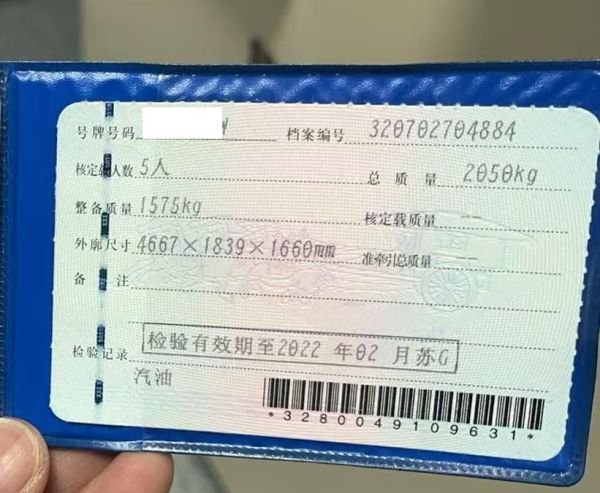 号牌号码 档案编号 320702704884
核定载人数 5人 总质量 2050kg
整备质量 1575kg 核定载质量 --
外廓尺寸 4667×1839×1660mm 准牵引总质量 --
备注
检验记录 检验有效期至2022年02月苏G
汽油
*3280049109631*